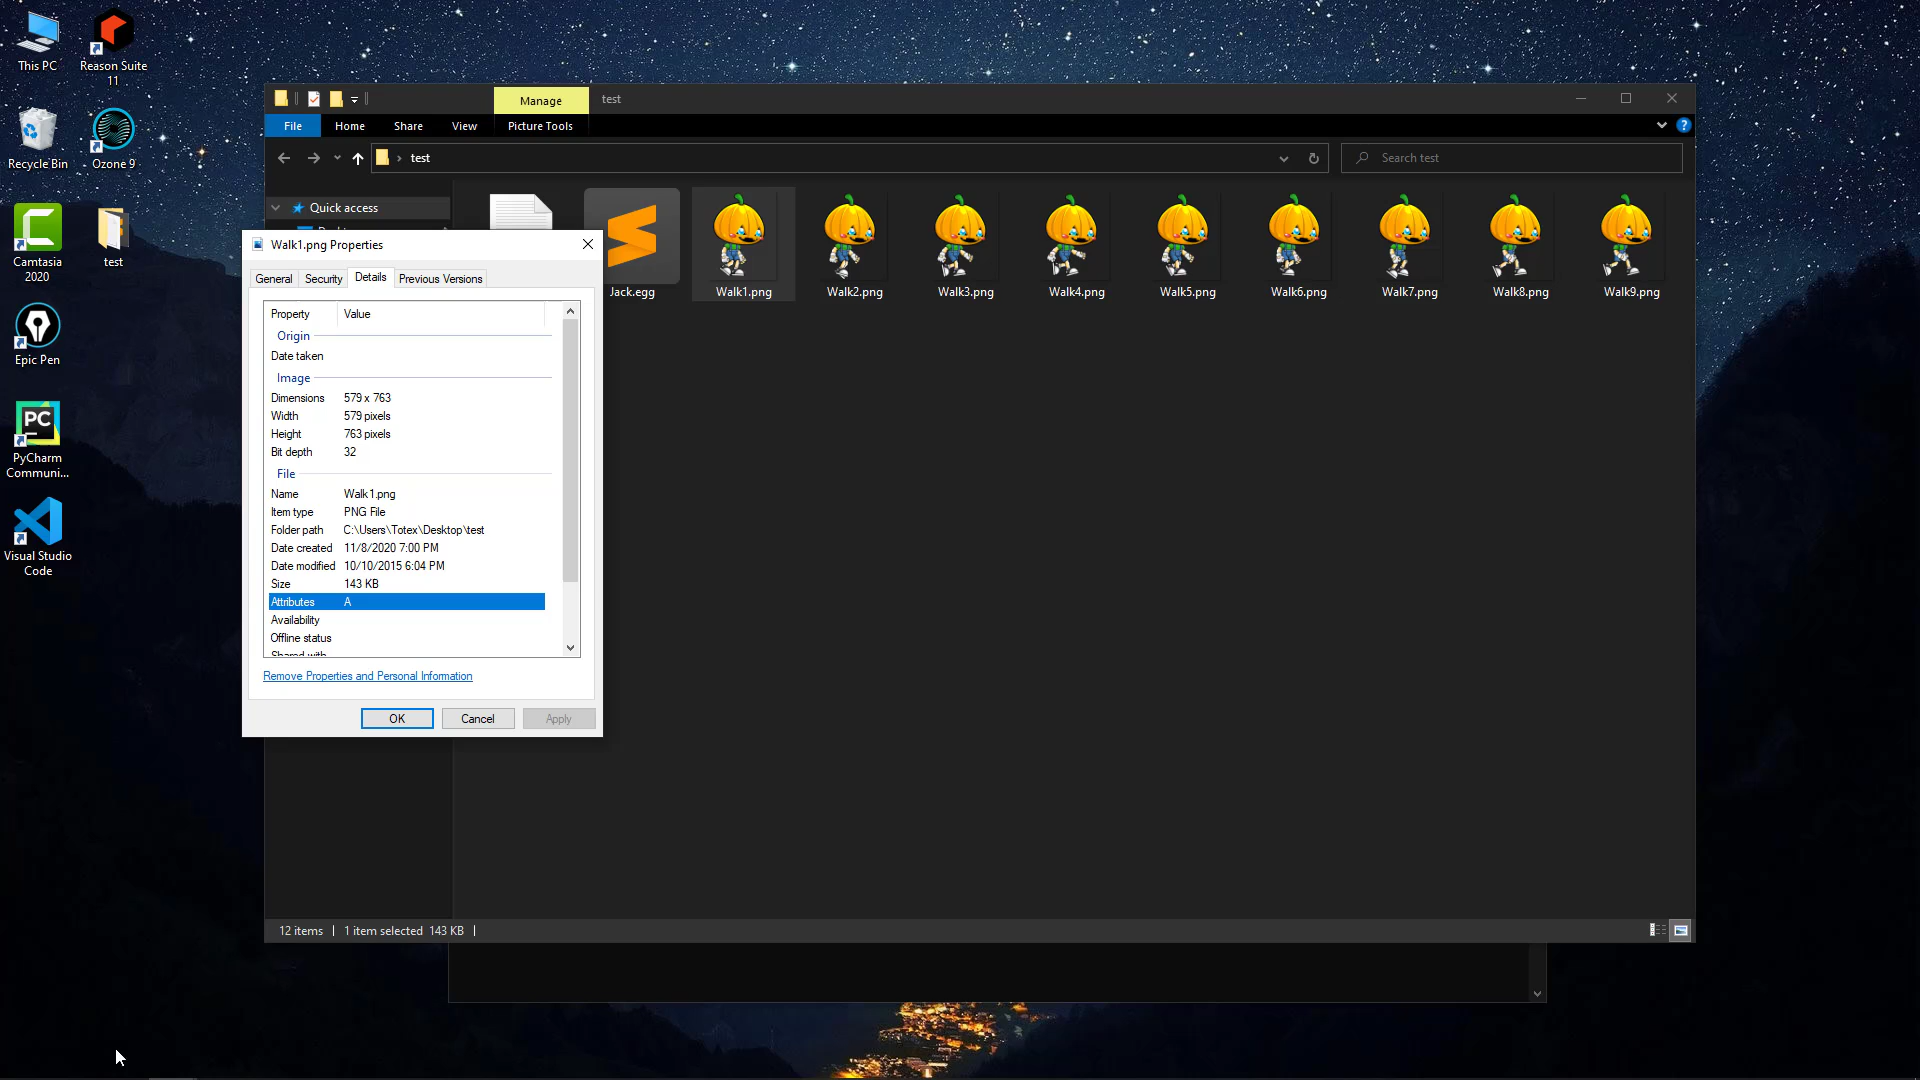 This PC
Reason Suite
11
Recycle Bin
Ozone 9
Camtasia
2020
test
Epic Pen
PC
PyCharm
Communi...
Visual Studio
Code
Manage
test
File
Home
Share
View
Picture Tools
test
Search test
Quick access
Jack.egg
Walk1.png
Walk2.png
Walk3.png
Walk4.png
Walk5.png
Walk6.png
Walk7.png
Walk8.png
Walk9.png
Walk1.png Properties
General
Security
Details
Previous Versions
Property Value
Origin
Date taken
Image
Dimensions 579 x 763
Width 579 pixels
Height 763 pixels
Bit depth 32
File
Name Walk1.png
Item type PNG File
Folder path C:\Users\Totex\Desktop\test
Date created 11/8/2020 7:00 PM
Date modified 10/10/2015 6:04 PM
Size 143 KB
Attributes A
Availability
Offline status
Shared with
Remove Properties and Personal Information
OK
Cancel
Apply
12 items
1 item selected 143 KB